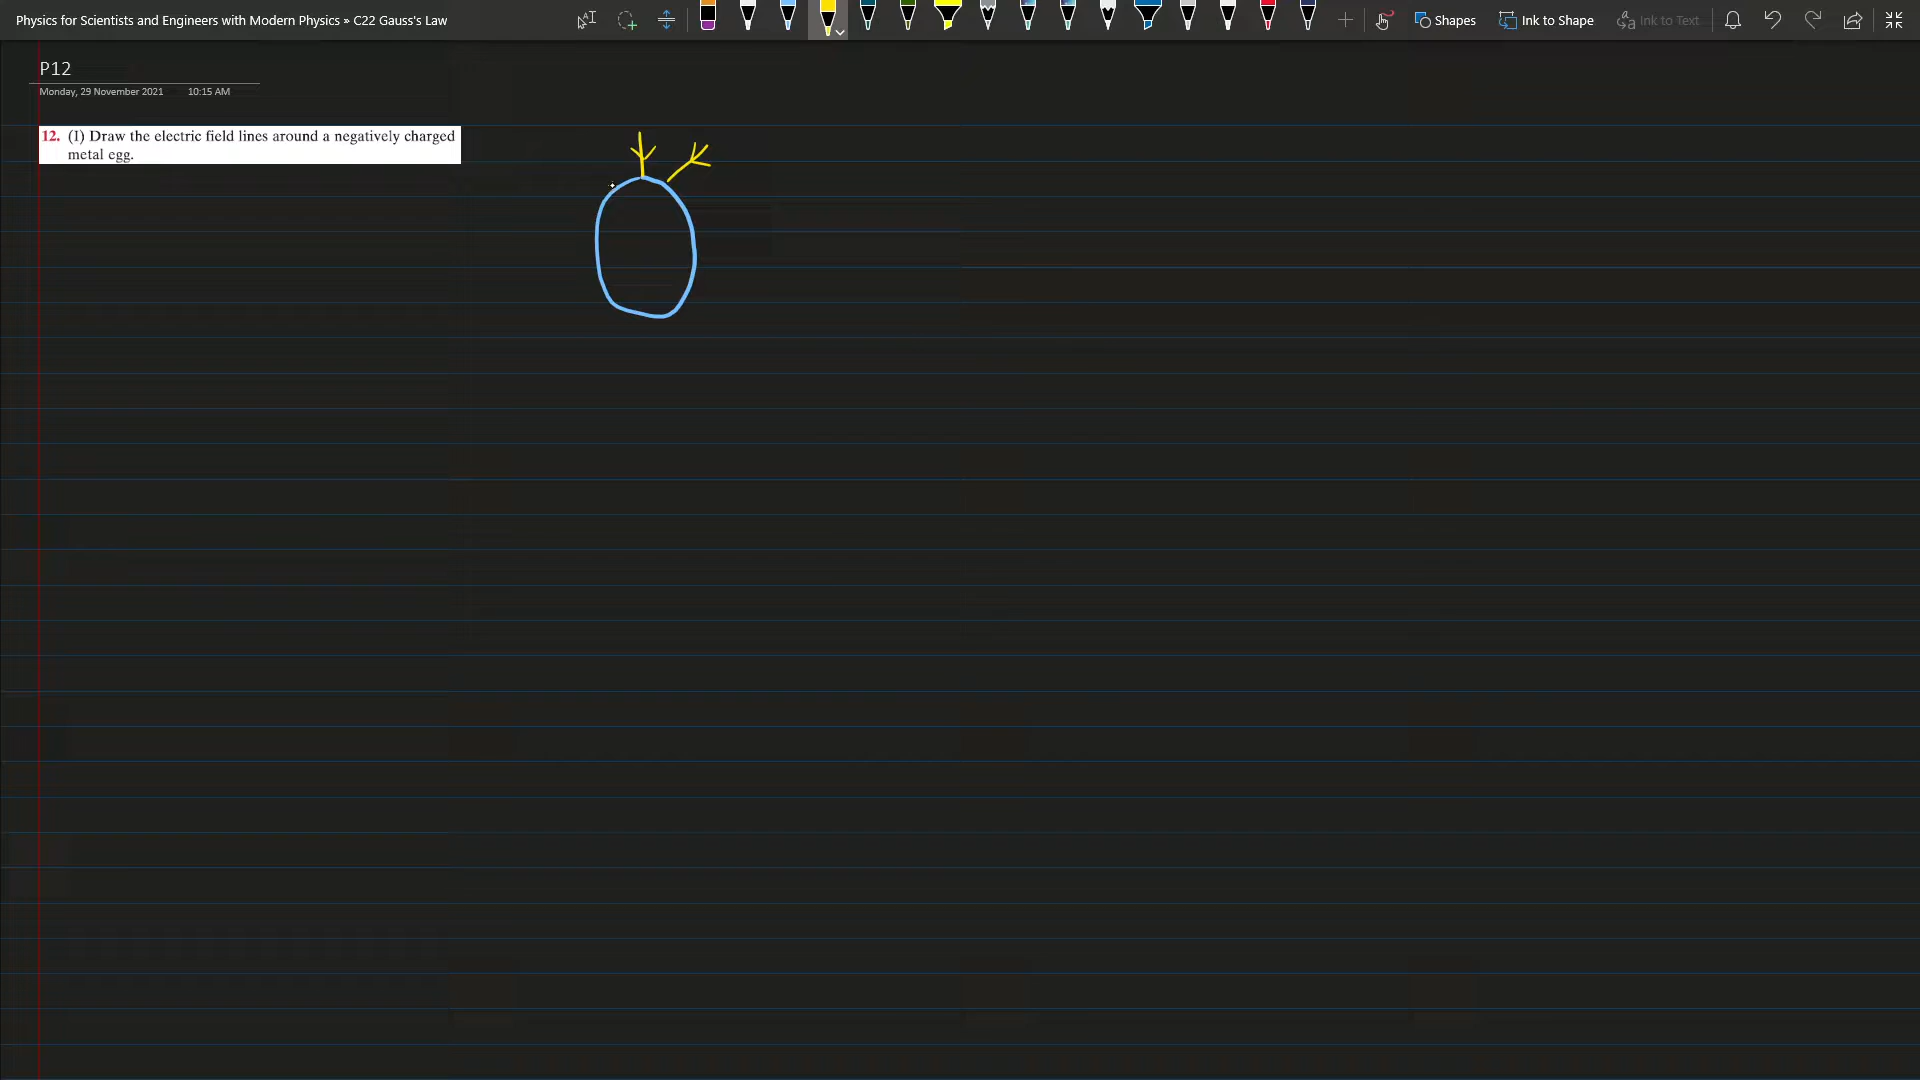 Physics for Scientists and Engineers with Modern Physics » C22 Gauss's Law
Shapes
Ink to Shape
Ink to Text
P12
Monday, 29 November 2021 10:15 AM
12. (I) Draw the electric field lines around a negatively charged
metal egg.